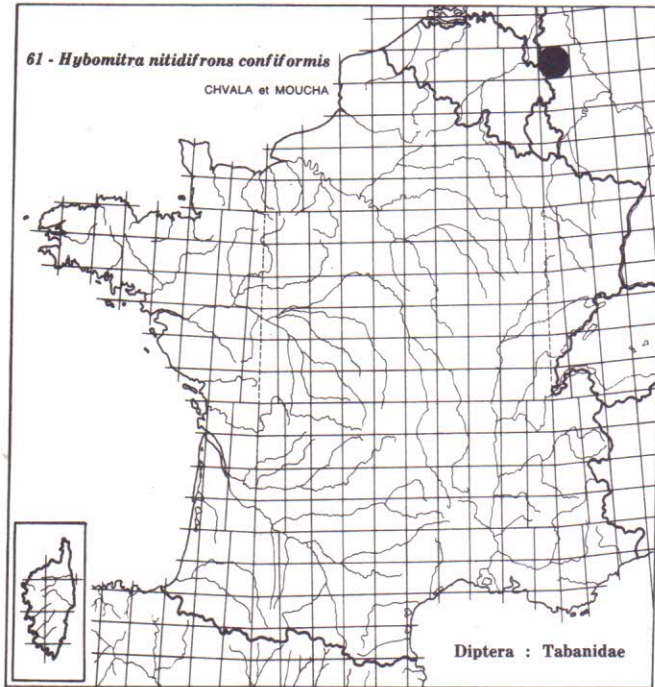 61 - Hybomitra nitidifrons confiformis
CHVALA et MOUCHA
Diptera : Tabanidae